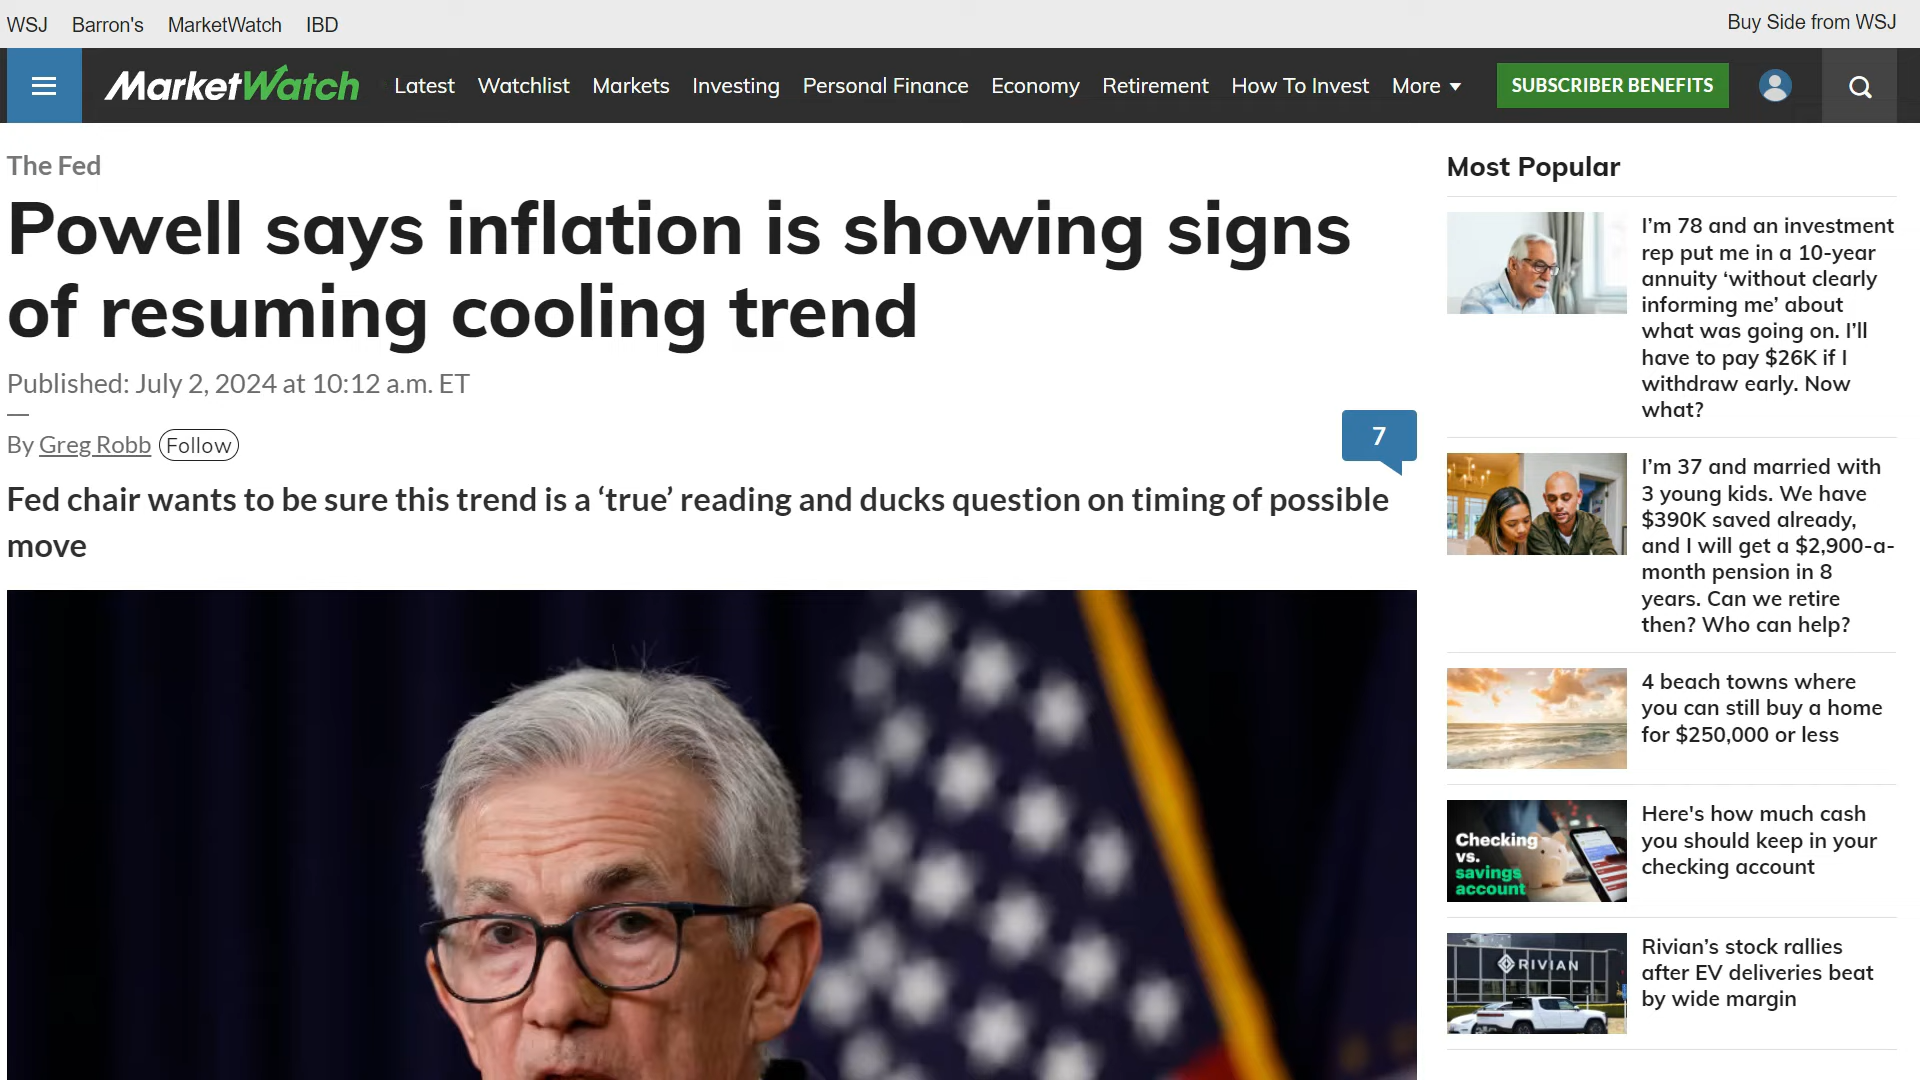 WSJ Barron's MarketWatch IBD Buy Side from WSJ
MarketWatch Latest Watchlist Markets Investing Personal Finance Economy Retirement How To Invest More SUBSCRIBER BENEFITS
The Fed
Powell says inflation is showing signs
of resuming cooling trend
Published: July 2, 2024 at 10:12 a.m. ET
By Greg Robb Follow
7
Fed chair wants to be sure this trend is a ‘true’ reading and ducks question on timing of possible
move
Most Popular
I’m 78 and an investment
rep put me in a 10-year
annuity ‘without clearly
informing me’ about
what was going on. I’ll
have to pay $26K if I
withdraw early. Now
what?
I’m 37 and married with
3 young kids. We have
$390K saved already,
and I will get a $2,900-a-
month pension in 8
years. Can we retire
then? Who can help?
4 beach towns where
you can still buy a home
for $250,000 or less
Checking
vs.
savings
account
Here's how much cash
you should keep in your
checking account
RIVIAN
Rivian’s stock rallies
after EV deliveries beat
by wide margin